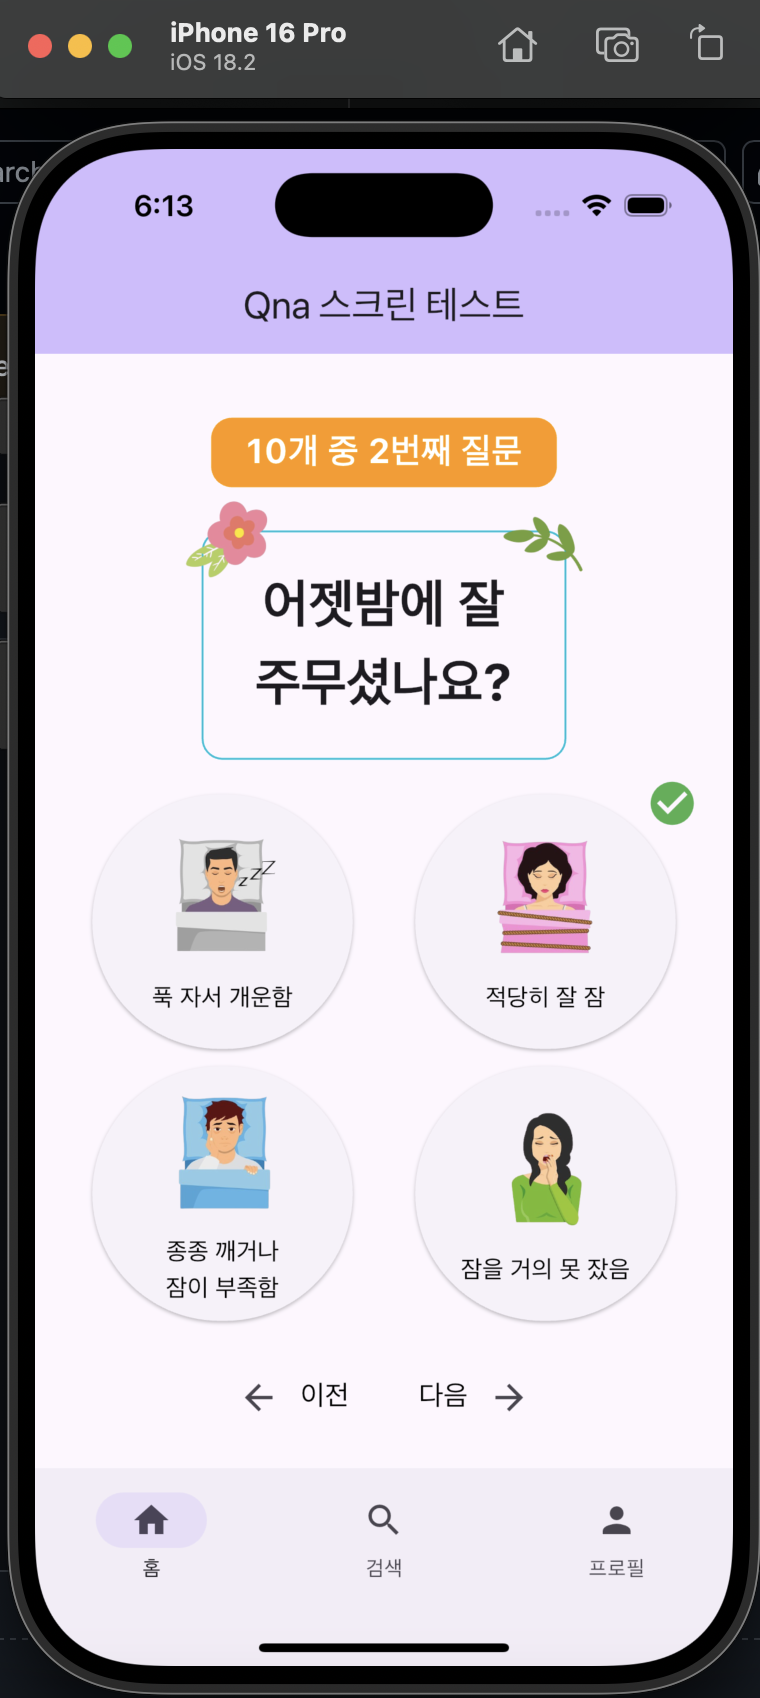 iPhone 16 Pro
iOS 18.2
6:13
Qna 스크린 테스트
10개 중 2번째 질문
어젯밤에 잘
주무셨나요?
zzZ
푹 자서 개운함
적당히 잘 잠
종종 깨거나
잠이 부족함
잠을 거의 못 잤음
이전
다음
홈
검색
프로필